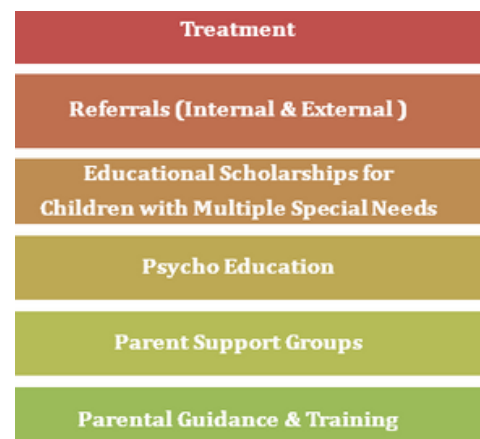 Treatment
Referrals (Internal & External )
Educational Scholarships for
Children with Multiple Special Needs
Psycho Education
Parent Support Groups
Parental Guidance & Training